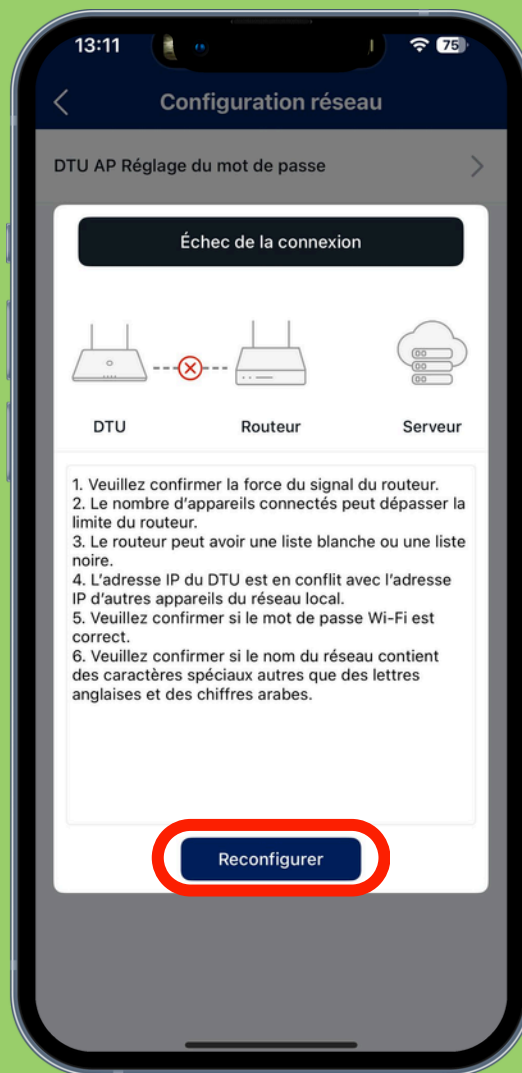 13:11
75
Configuration réseau
DTU AP Réglage du mot de passe
Échec de la connexion
DTU Routeur Serveur
1. Veuillez confirmer la force du signal du routeur.
2. Le nombre d'appareils connectés peut dépasser la
limite du routeur.
3. Le routeur peut avoir une liste blanche ou une liste
noire.
4. L'adresse IP du DTU est en conflit avec l'adresse
IP d'autres appareils du réseau local.
5. Veuillez confirmer si le mot de passe Wi-Fi est
correct.
6. Veuillez confirmer si le nom du réseau contient
des caractères spéciaux autres que des lettres
anglaises et des chiffres arabes.
Reconfigurer